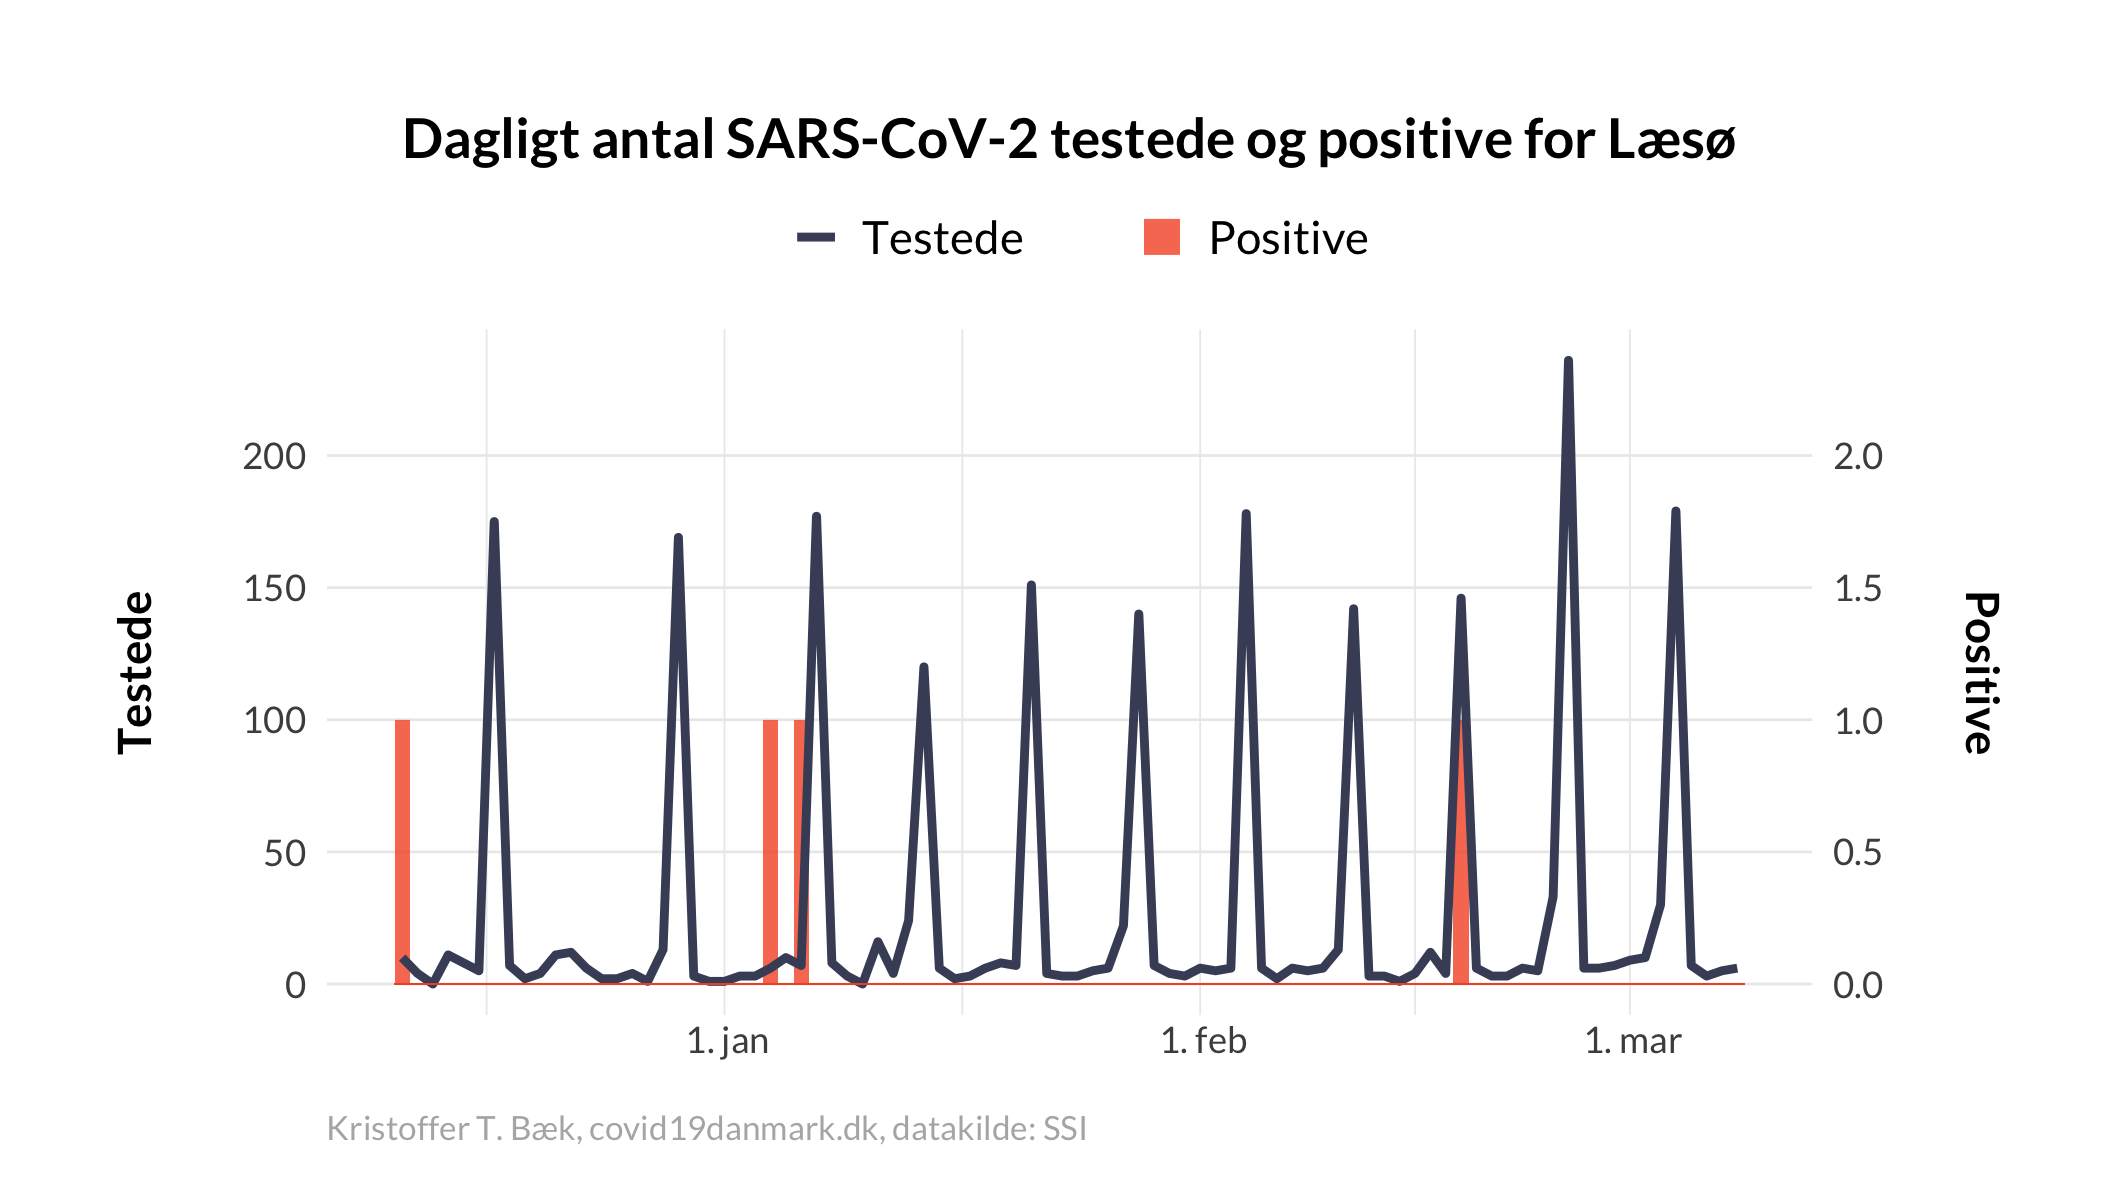 Dagligt antal SARS-CoV-2 testede og positive for Læsø
Testede Positive
200 2.0
150 1.5
100 1.0
50 0.5
0 0.0
Testede
Positive
1. jan 1. feb 1. mar
Kristoffer T. Bæk, covid19danmark.dk, datakilde: SSI